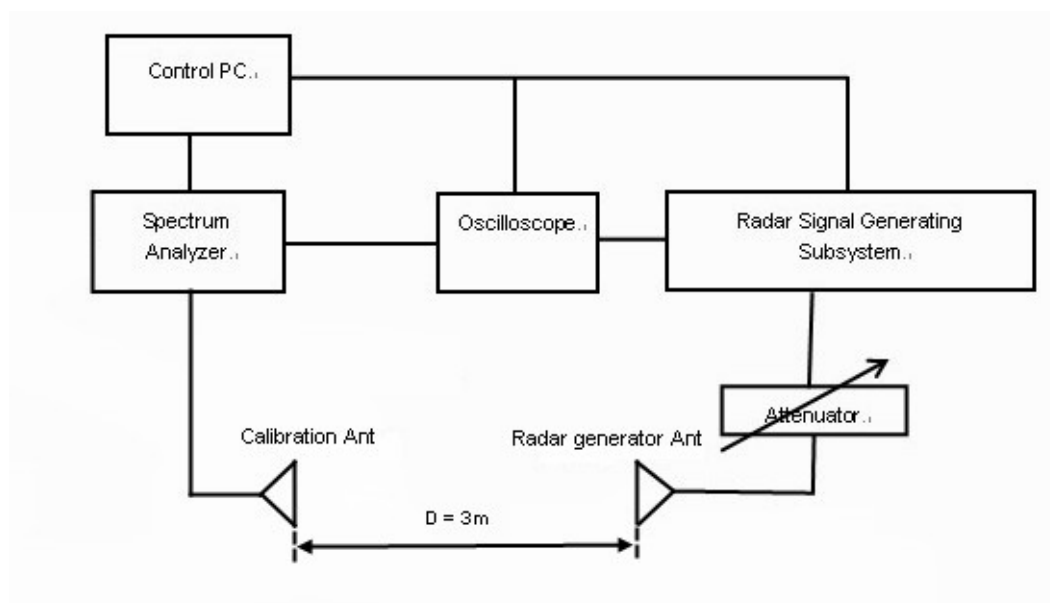 Control PC
Spectrum
Analyzer
Oscilloscope
Radar Signal Generating
Subsystem
Attenuator
Calibration Ant
Radar generator Ant
D = 3m